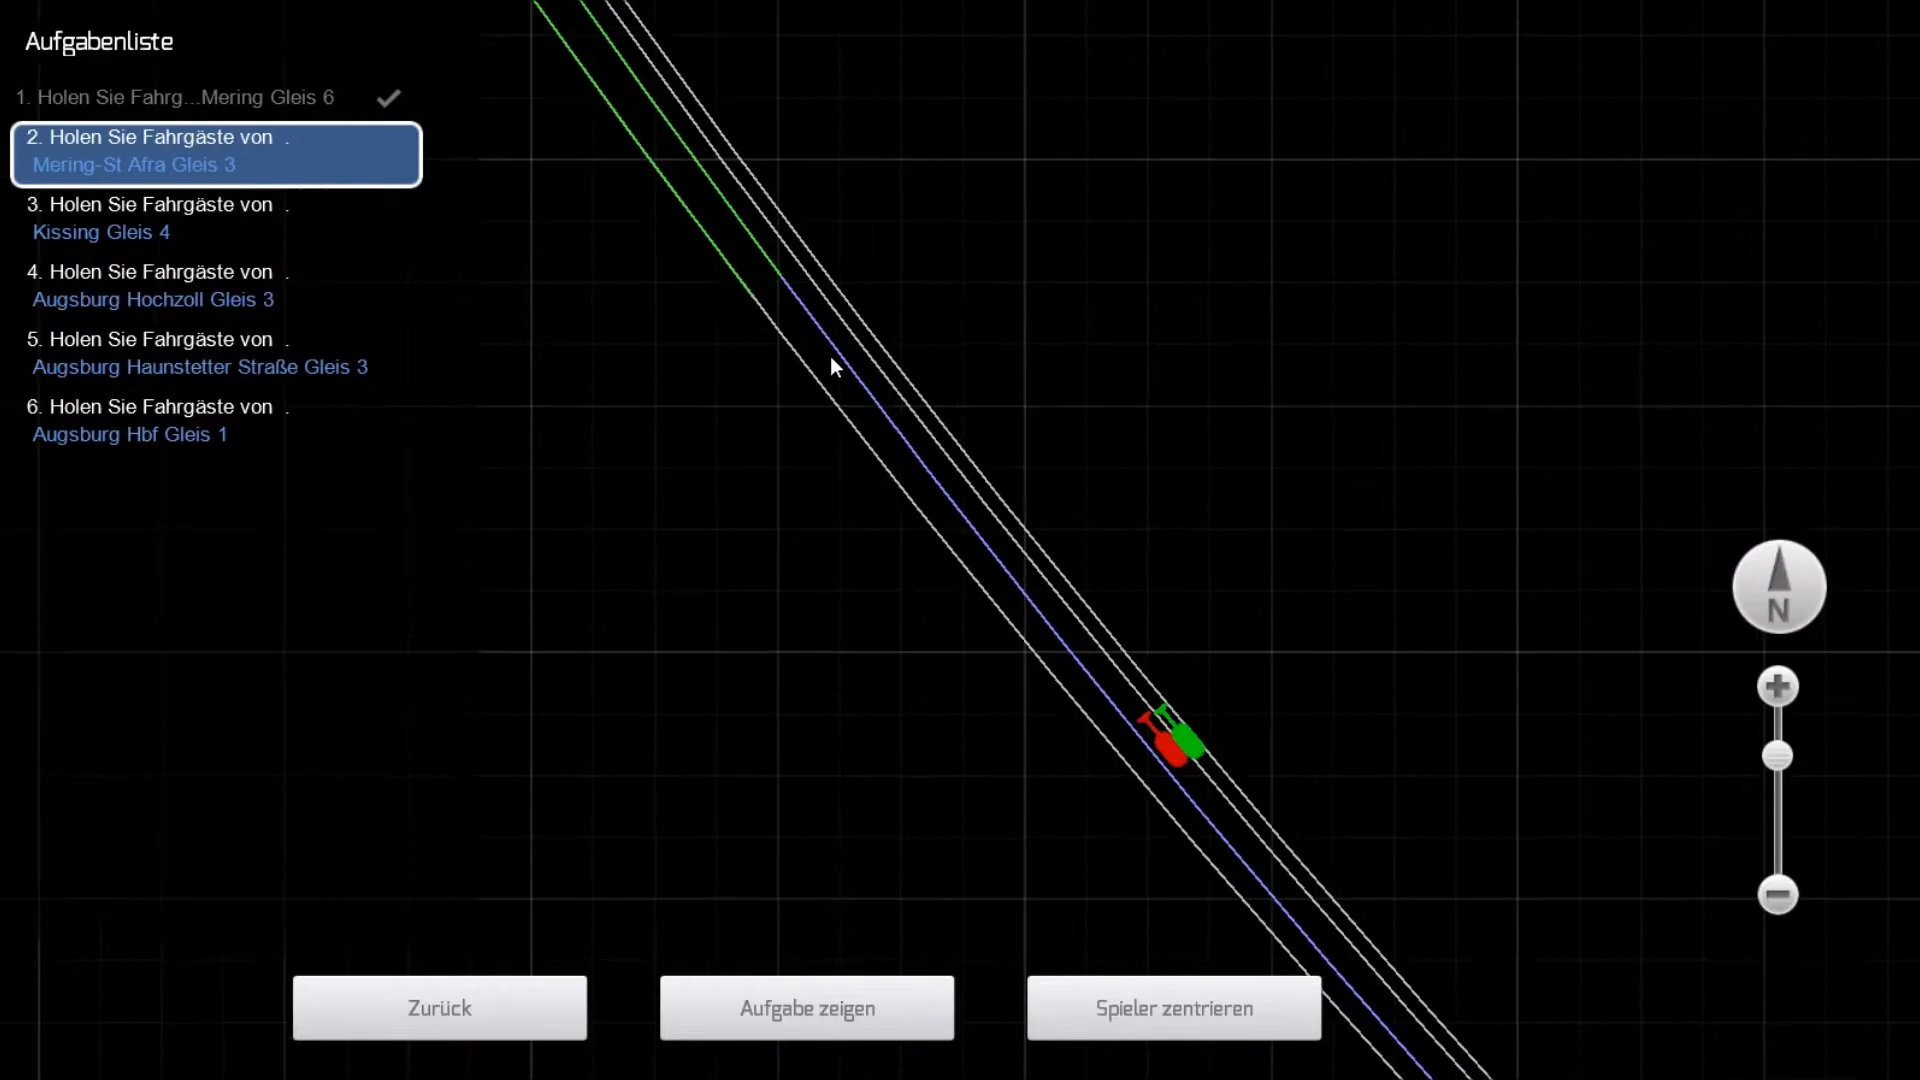 Aufgabenliste
1. Holen Sie Fahrg...Mering Gleis 6
2. Holen Sie Fahrgäste von .
Mering-St Afra Gleis 3
3. Holen Sie Fahrgäste von .
Kissing Gleis 4
4. Holen Sie Fahrgäste von .
Augsburg Hochzoll Gleis 3
5. Holen Sie Fahrgäste von .
Augsburg Haunstetter Straße Gleis 3
6. Holen Sie Fahrgäste von .
Augsburg Hbf Gleis 1
N
Zurück
Aufgabe zeigen
Spieler zentrieren